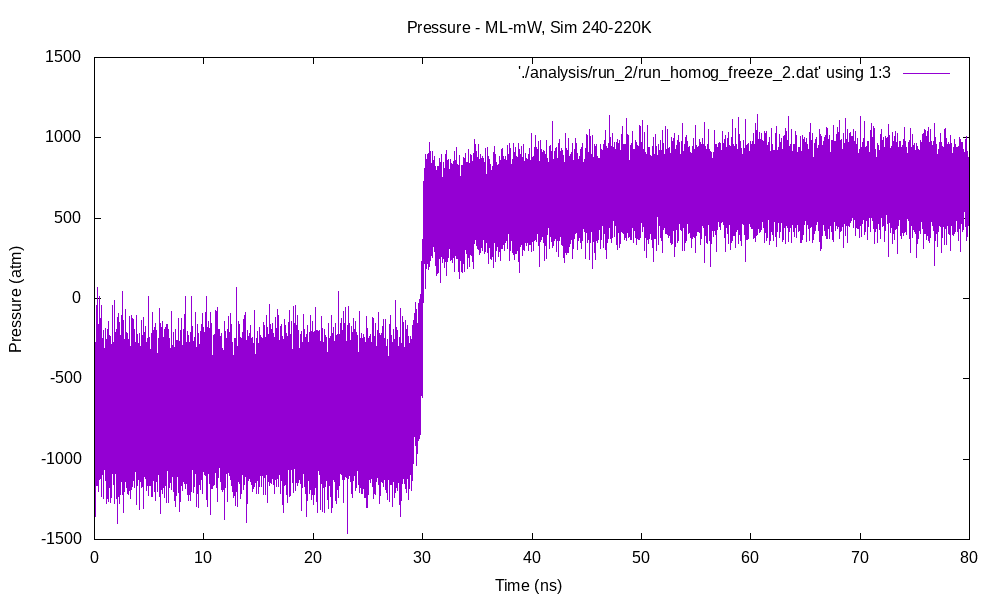 Pressure - ML-mW, Sim 240-220K
'./analysis/run_2/run_homog_freeze_2.dat' using 1:3
1500
1000
500
0
-500
-1000
-1500
Pressure (atm)
0 10 20 30 40 50 60 70 80
Time (ns)